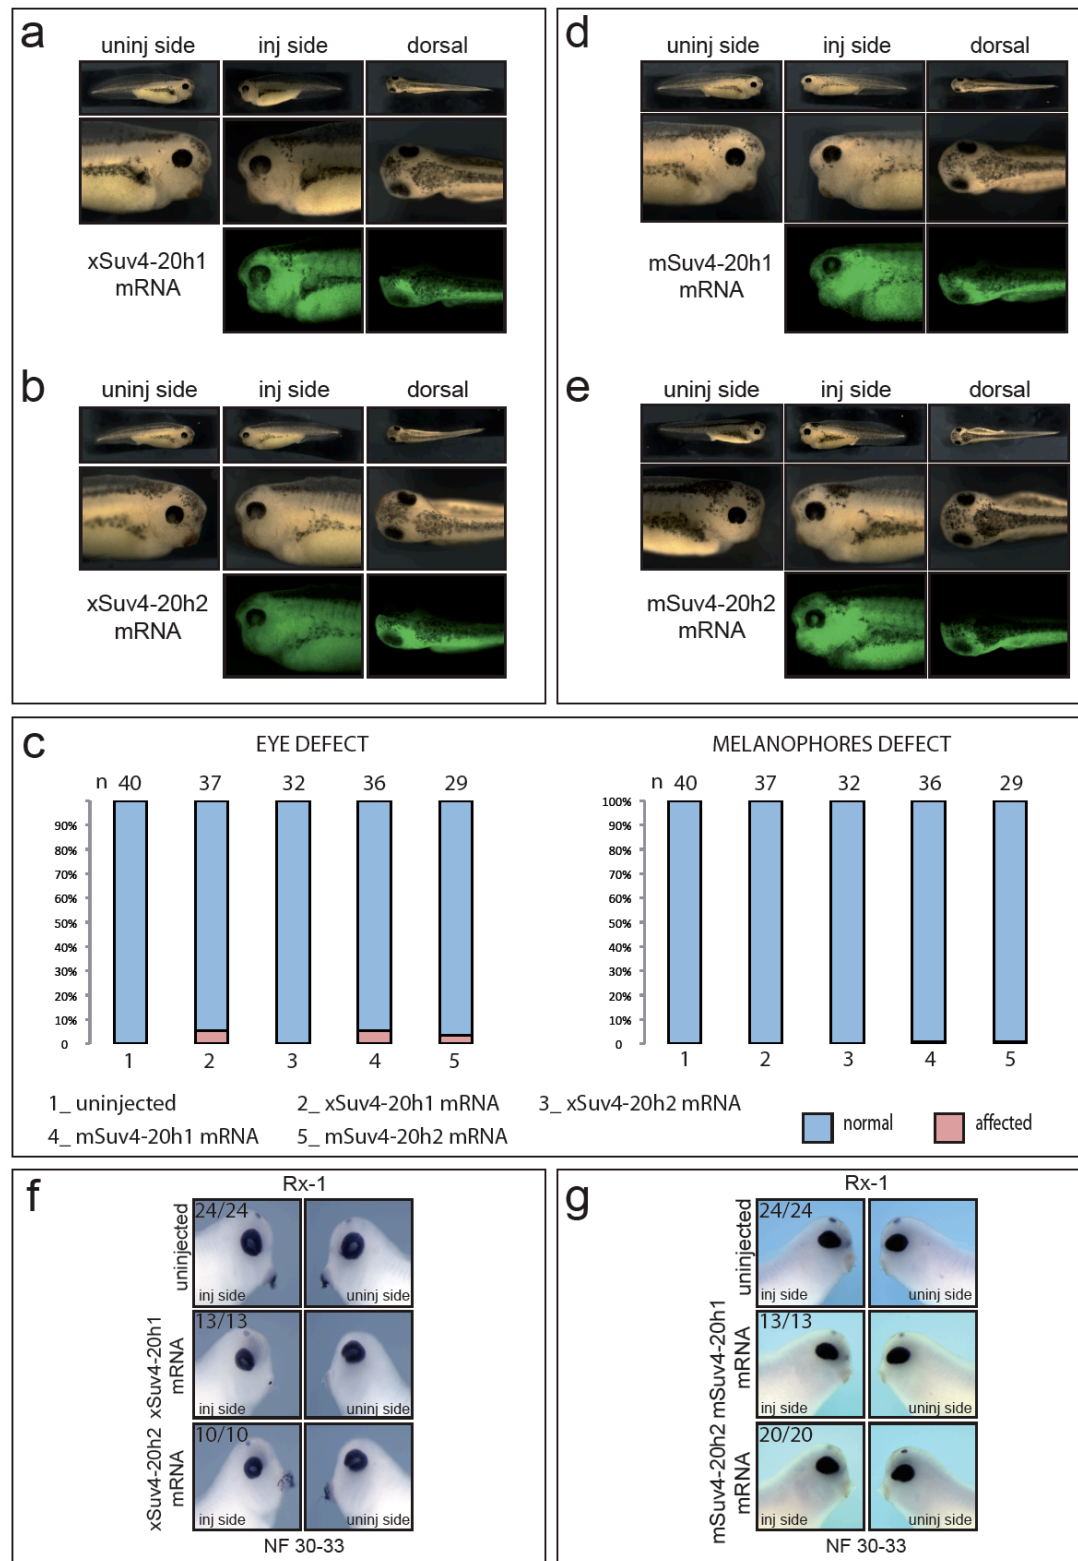 a
uninj side inj side dorsal
xSuv4-20h1
mRNA
b
uninj side inj side dorsal
xSuv4-20h2
mRNA
d
uninj side inj side dorsal
mSuv4-20h1
mRNA
e
uninj side inj side dorsal
mSuv4-20h2
mRNA
c
EYE DEFECT
n 40 37 32 36 29
90%
80%
70%
60%
50%
40%
30%
20%
10%
0
1 2 3 4 5
MELANOPHORES DEFECT
n 40 37 32 36 29
100%
90%
80%
70%
60%
50%
40%
30%
20%
10%
0
1 2 3 4 5
1_ uninjected 2_ xSuv4-20h1 mRNA 3_ xSuv4-20h2 mRNA
4_ mSuv4-20h1 mRNA 5_ mSuv4-20h2 mRNA
normal affected
f
Rx-1
uninjected
24/24
inj side uninj side
xSuv4-20h1
mRNA
13/13
inj side uninj side
xSuv4-20h2
mRNA
10/10
inj side uninj side
NF 30-33
g
Rx-1
uninjected
24/24
inj side uninj side
mSuv4-20h1
mRNA
13/13
inj side uninj side
mSuv4-20h2
mRNA
20/20
inj side uninj side
NF 30-33